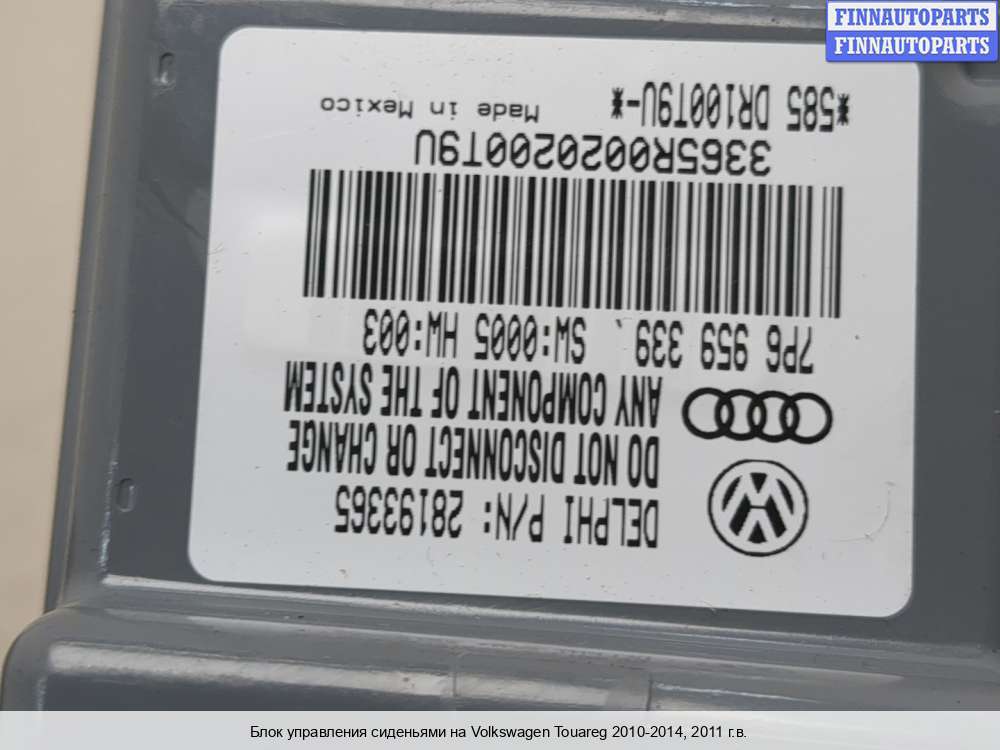 FINNAUTOPARTS
FINNAUTOPARTS
DELPHI P/N: 28193365
DO NOT DISCONNECT OR CHANGE
ANY COMPONENT OF THE SYSTEM
7P6 959 339 SW:0005 HW:003
3365R0020200T9U
*585 DR100T9U-* Made in Mexico
Блок управления сиденьями на Volkswagen Touareg 2010-2014, 2011 г.в.